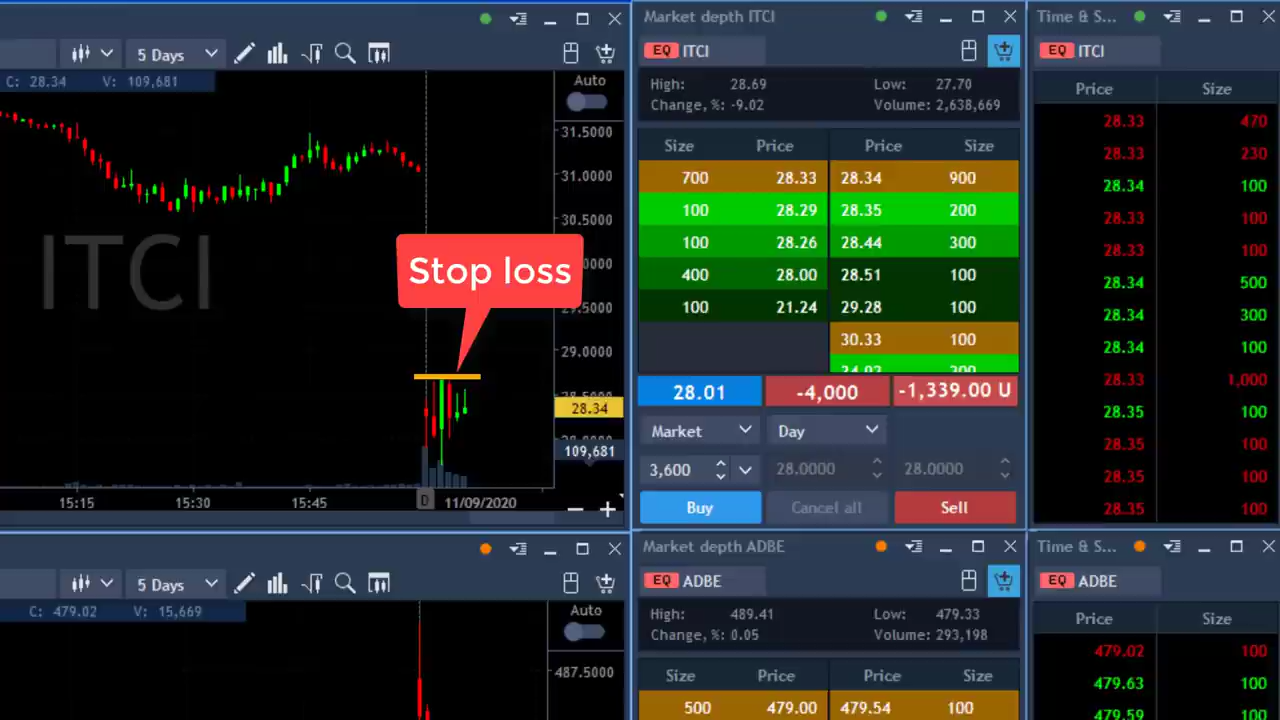 5 Days
C: 28.34 V: 109,681
Auto
31.5000
31.0000
30.5000
29.5000
29.0000
28.34
109,681
ITCI
Stop loss
15:15 15:30 15:45 D 11/09/2020
Market depth ITCI
EQ ITCI
High: 28.69 Low: 27.70
Change, %: -9.02 Volume: 2,638,669
Size Price Price Size
700 28.33 28.34 900
100 28.29 28.35 200
100 28.26 28.44 300
400 28.00 28.51 100
100 21.24 29.28 100
30.33 100
28.01 -4,000 -1,339.00 U
Market Day
3,600 28.0000 28.0000
Buy Cancel all Sell
Time & S...
EQ ITCI
Price Size
28.33 470
28.33 230
28.34 100
28.33 100
28.33 100
28.34 500
28.34 300
28.34 100
28.33 1,000
28.35 100
28.35 100
28.35 100
28.35 100
5 Days
C: 479.02 V: 15,669
Auto
487.5000
Market depth ADBE
EQ ADBE
High: 489.41 Low: 479.33
Change, %: 0.05 Volume: 293,198
Size Price Price Size
500 479.00 479.54 100
Time & S...
EQ ADBE
Price Size
479.02 100
479.63 100
479.59 100